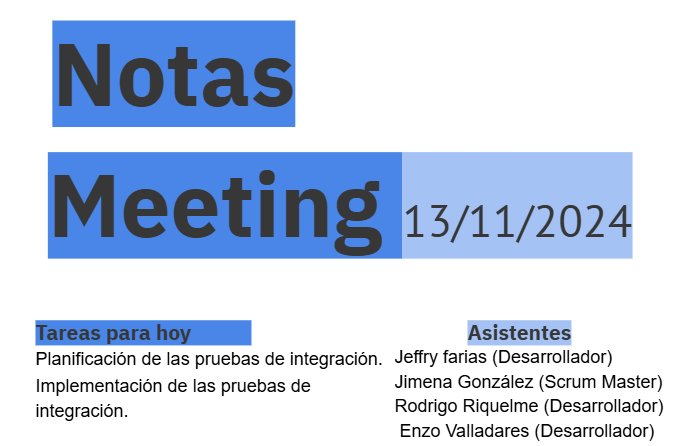 Notas
Meeting 13/11/2024
Tareas para hoy
Planificación de las pruebas de integración.
Implementación de las pruebas de
integración.
Asistentes
Jeffry farias (Desarrollador)
Jimena González (Scrum Master)
Rodrigo Riquelme (Desarrollador)
Enzo Valladares (Desarrollador)